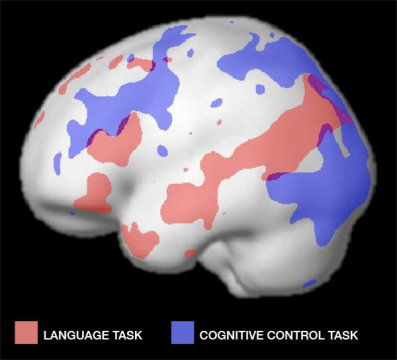 LANGUAGE TASK
COGNITIVE CONTROL TASK